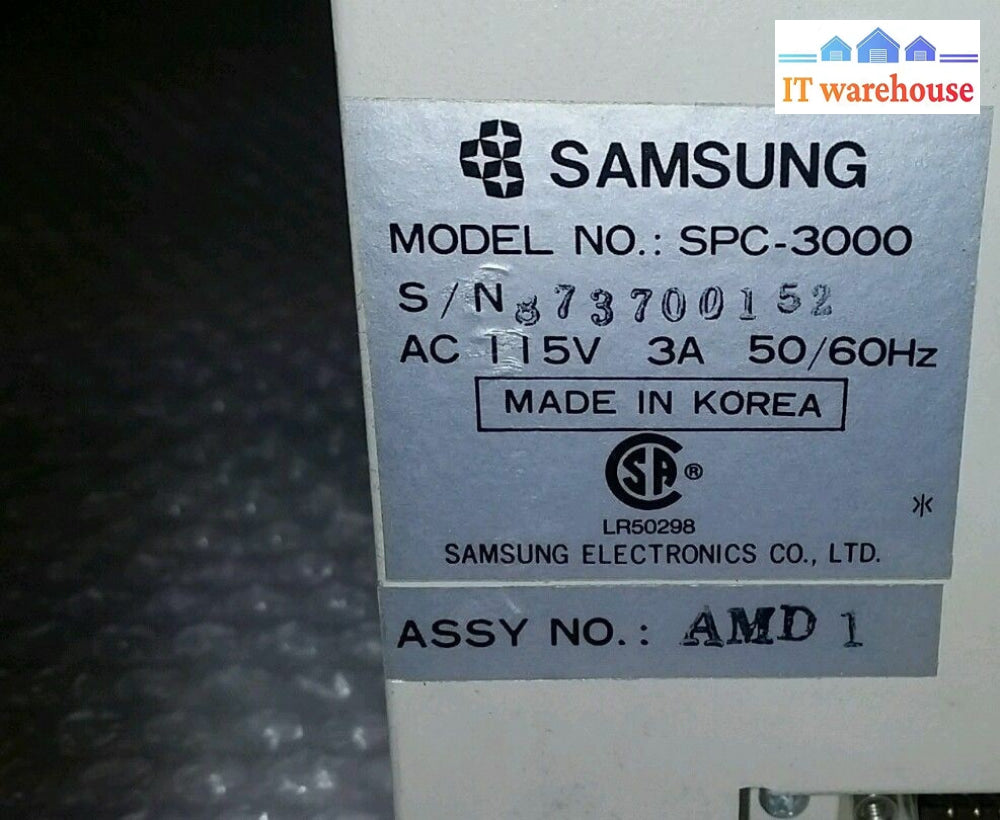 IT warehouse
SAMSUNG
MODEL NO.: SPC-3000
S/N 873700152
AC 115V 3A 50/60Hz
MADE IN KOREA
SA ®
LR50298
SAMSUNG ELECTRONICS CO., LTD.
ASSY NO.: AMD 1